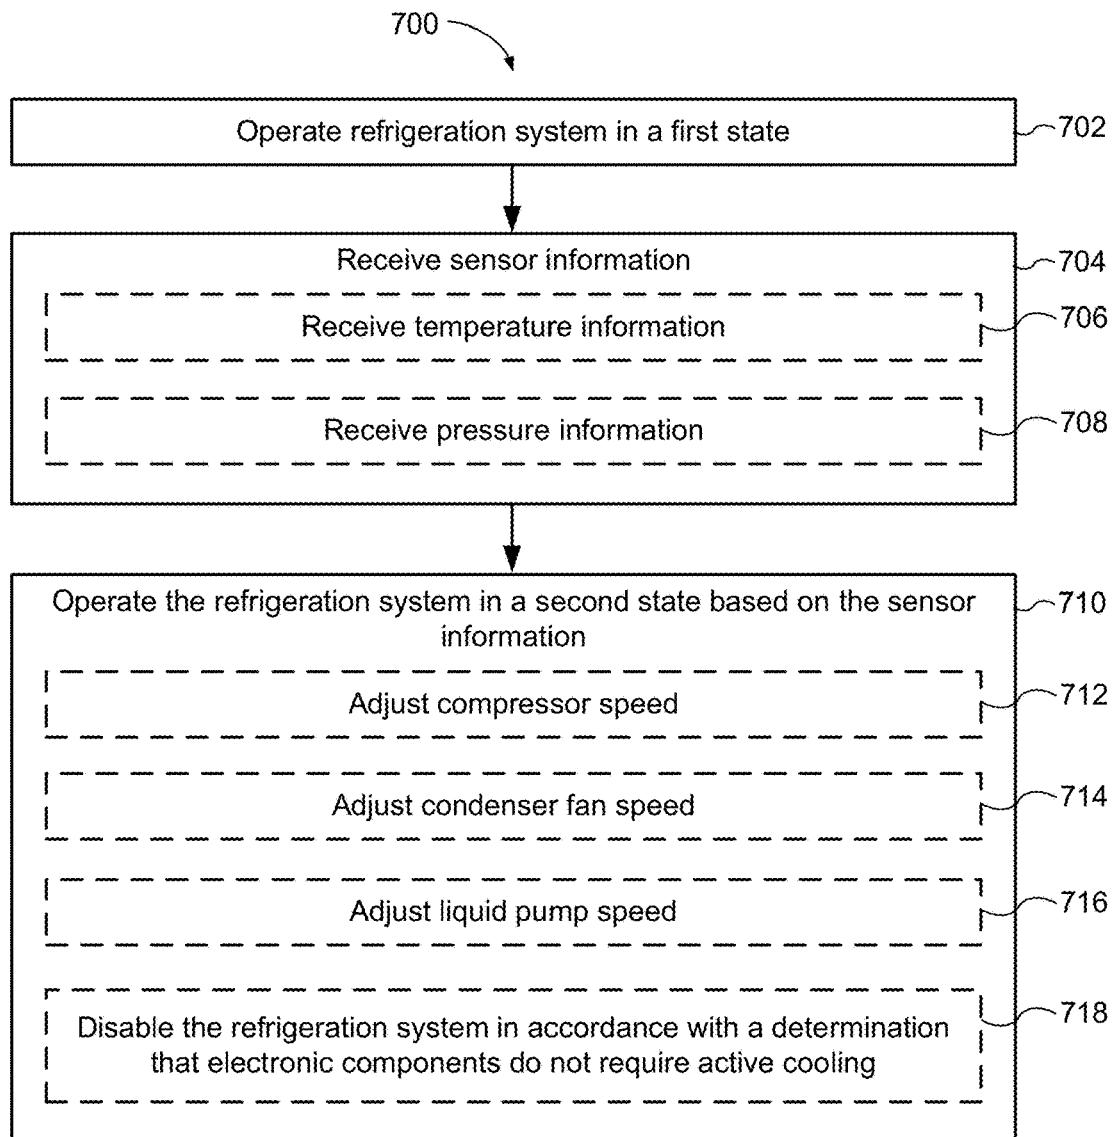 700
Operate refrigeration system in a first state
702
Receive sensor information
704
Receive temperature information
706
Receive pressure information
708
Operate the refrigeration system in a second state based on the sensor
information
710
Adjust compressor speed
712
Adjust condenser fan speed
714
Adjust liquid pump speed
716
Disable the refrigeration system in accordance with a determination
that electronic components do not require active cooling
718